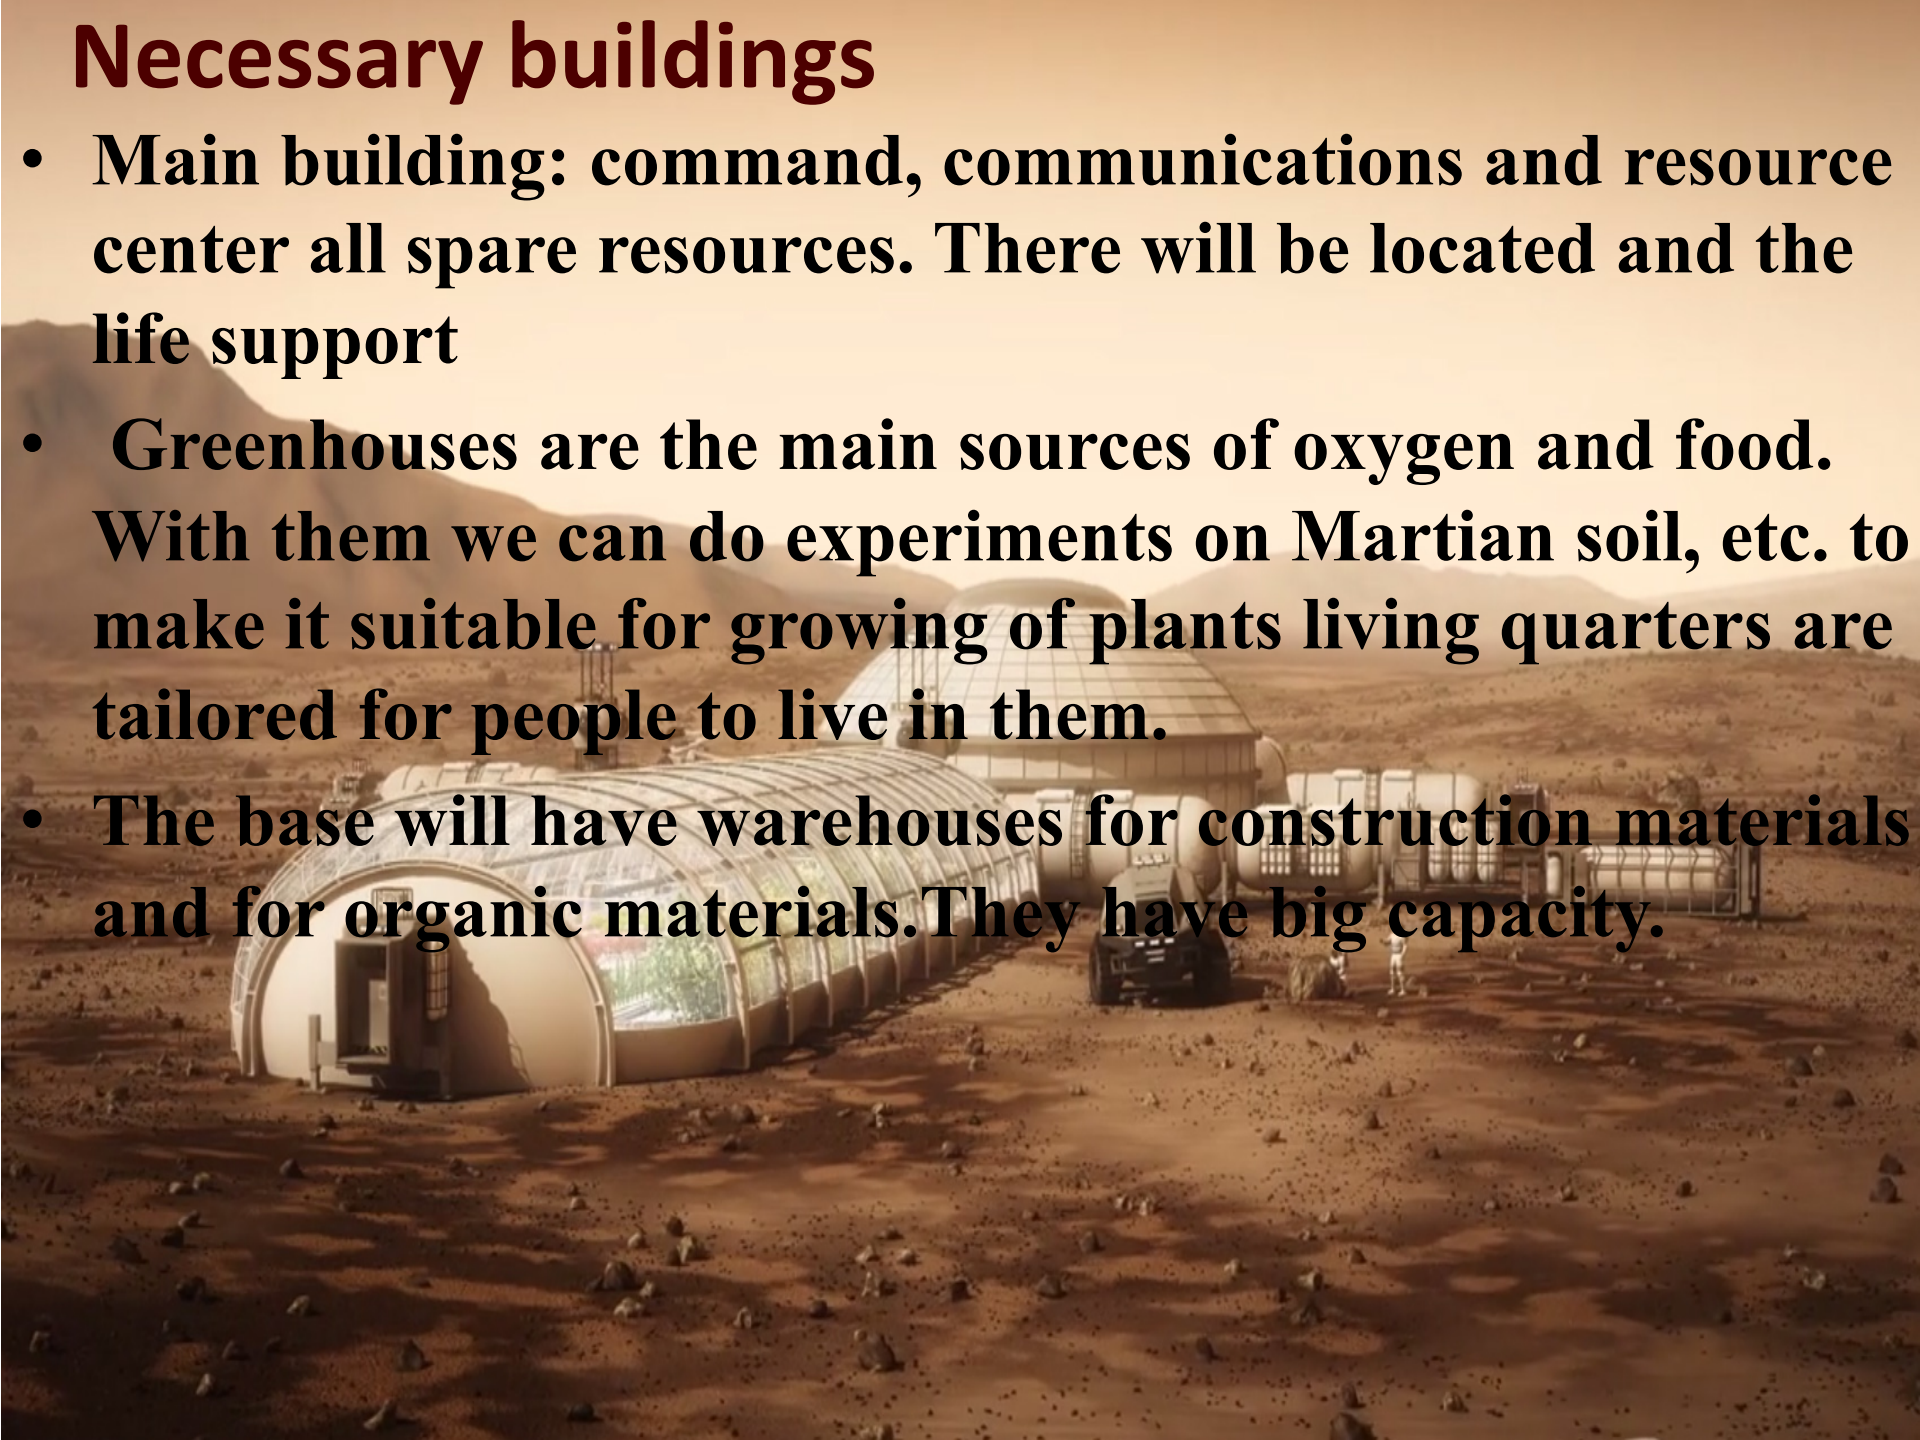 Necessary buildings
• Main building: command, communications and resource
center all spare resources. There will be located and the
life support
• Greenhouses are the main sources of oxygen and food.
With them we can do experiments on Martian soil, etc. to
make it suitable for growing of plants living quarters are
tailored for people to live in them.
• The base will have warehouses for construction materials
and for organic materials.They have big capacity.